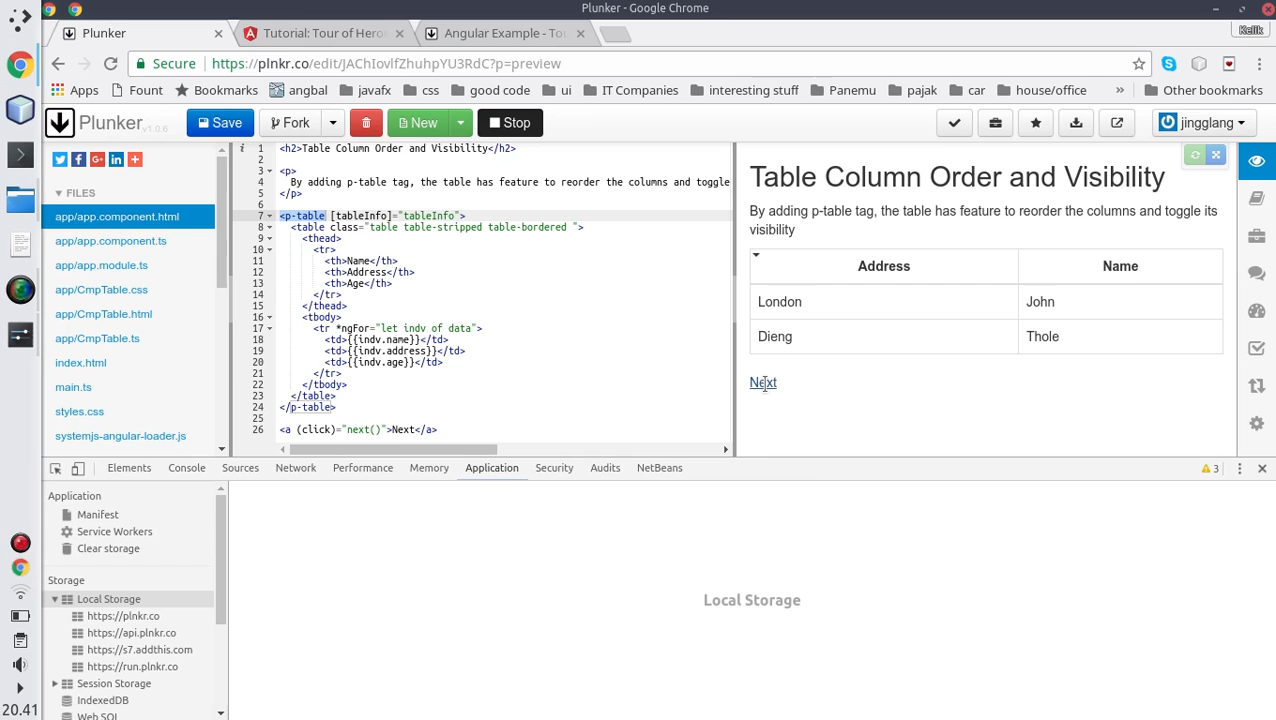 Plunker - Google Chrome
Plunker
Tutorial: Tour of Hero
Angular Example - To
Kelik
Secure https://plnkr.co/edit/JAChIovlfZhuhpYU3RdC?p=preview
Apps Fount Bookmarks angbal javafx css good code ui IT Companies interesting stuff Panemu pajak car house/office » Other bookmarks
Plunker v1.0.6 Save Fork New Stop jingglang
FILES
app/app.component.html
app/app.component.ts
app/app.module.ts
app/CmpTable.css
app/CmpTable.html
app/CmpTable.ts
index.html
main.ts
styles.css
systemjs-angular-loader.js
1 <h2>Table Column Order and Visibility</h2>
2
3 <p>
4 By adding p-table tag, the table has feature to reorder the columns and toggle
5 </p>
6
7 <p-table [tableInfo]="tableInfo">
8 <table class="table table-stripped table-bordered ">
9 <thead>
10 <tr>
11 <th>Name</th>
12 <th>Address</th>
13 <th>Age</th>
14 </tr>
15 </thead>
16 <tbody>
17 <tr *ngFor="let indv of data">
18 <td>{{indv.name}}</td>
19 <td>{{indv.address}}</td>
20 <td>{{indv.age}}</td>
21 </tr>
22 </tbody>
23 </table>
24 </p-table>
25
26 <a (click)="next()">Next</a>
Table Column Order and Visibility
By adding p-table tag, the table has feature to reorder the columns and toggle its
visibility
Address Name
London John
Dieng Thole
Next
Elements Console Sources Network Performance Memory Application Security Audits NetBeans 3
Application
Manifest
Service Workers
Clear storage
Storage
Local Storage
https://plnkr.co
https://api.plnkr.co
https://s7.addthis.com
https://run.plnkr.co
Session Storage
IndexedDB
Web SQL
Local Storage
20.41